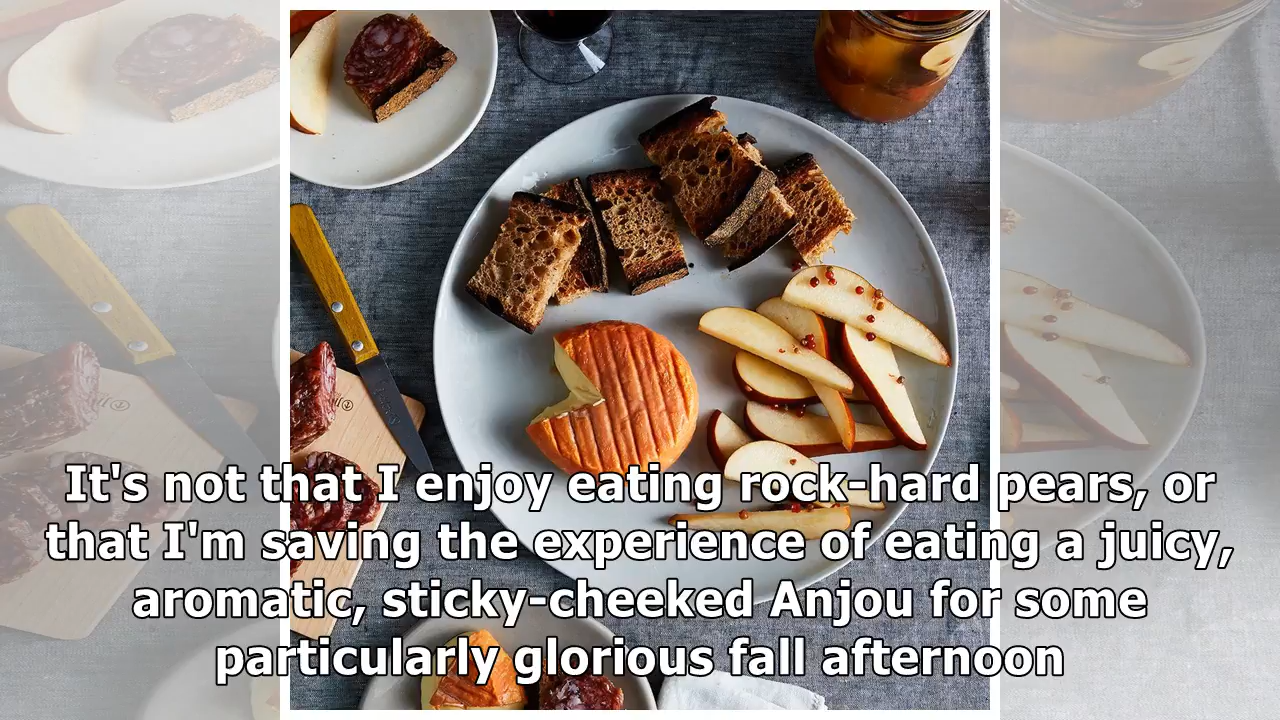 It's not that I enjoy eating rock-hard pears, or
that I'm saving the experience of eating a juicy,
aromatic, sticky-cheeked Anjou for some
particularly glorious fall afternoon